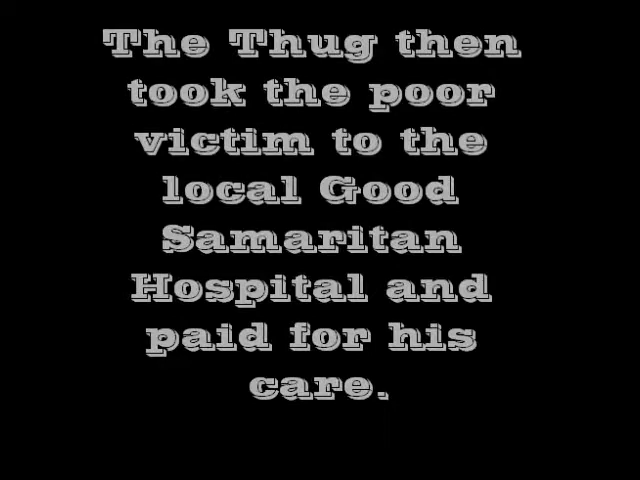 The Thug then
took the poor
victim to the
local Good
Samaritan
Hospital and
paid for his
care.